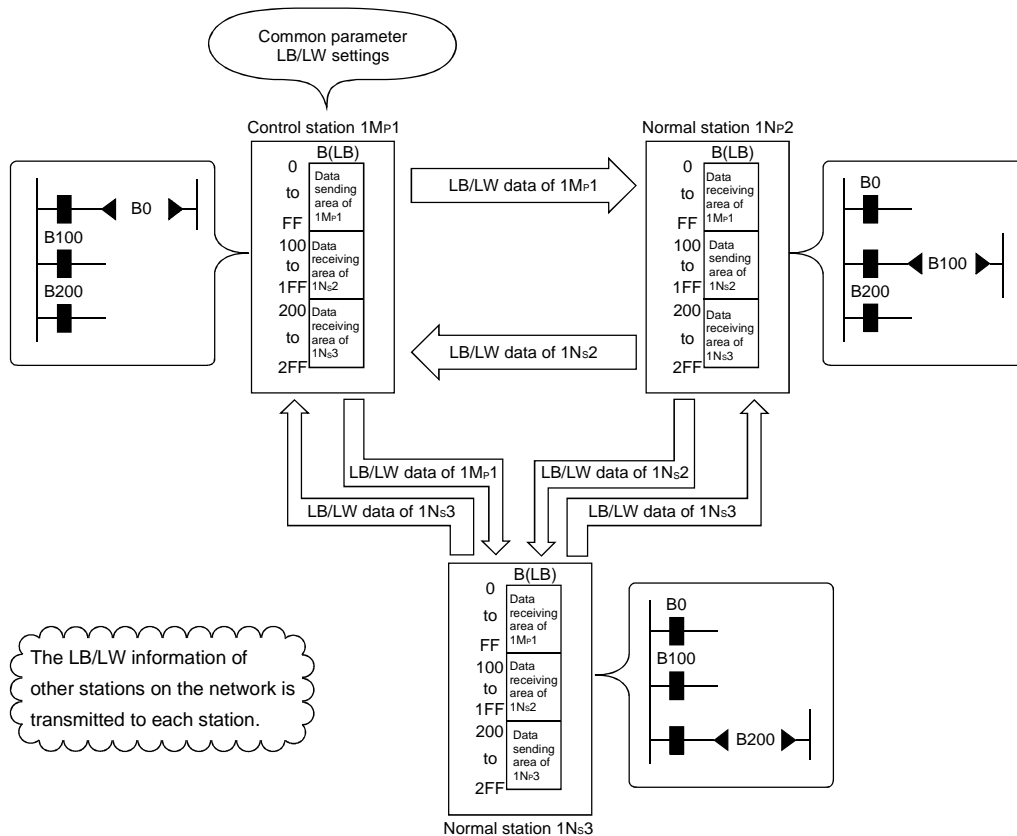 Common parameter
LB/LW settings
Control station 1MP1
B(LB)
0
to
FF
100
to
1FF
200
to
2FF
Data
sending
area of
1MP1
Data
receiving
area of
1NS2
Data
receiving
area of
1NS3
B0
B100
B200
LB/LW data of 1MP1
LB/LW data of 1NS2
Normal station 1NP2
B(LB)
0
to
FF
100
to
1FF
200
to
2FF
Data
receiving
area of
1MP1
Data
sending
area of
1NS2
Data
receiving
area of
1NS3
B0
B100
B200
LB/LW data of 1MP1
LB/LW data of 1NS3
LB/LW data of 1NS2
LB/LW data of 1NS3
B(LB)
0
to
FF
100
to
1FF
200
to
2FF
Data
receiving
area of
1MP1
Data
receiving
area of
1NS2
Data
sending
area of
1NP3
Normal station 1NS3
B0
B100
B200
The LB/LW information of
other stations on the network is
transmitted to each station.